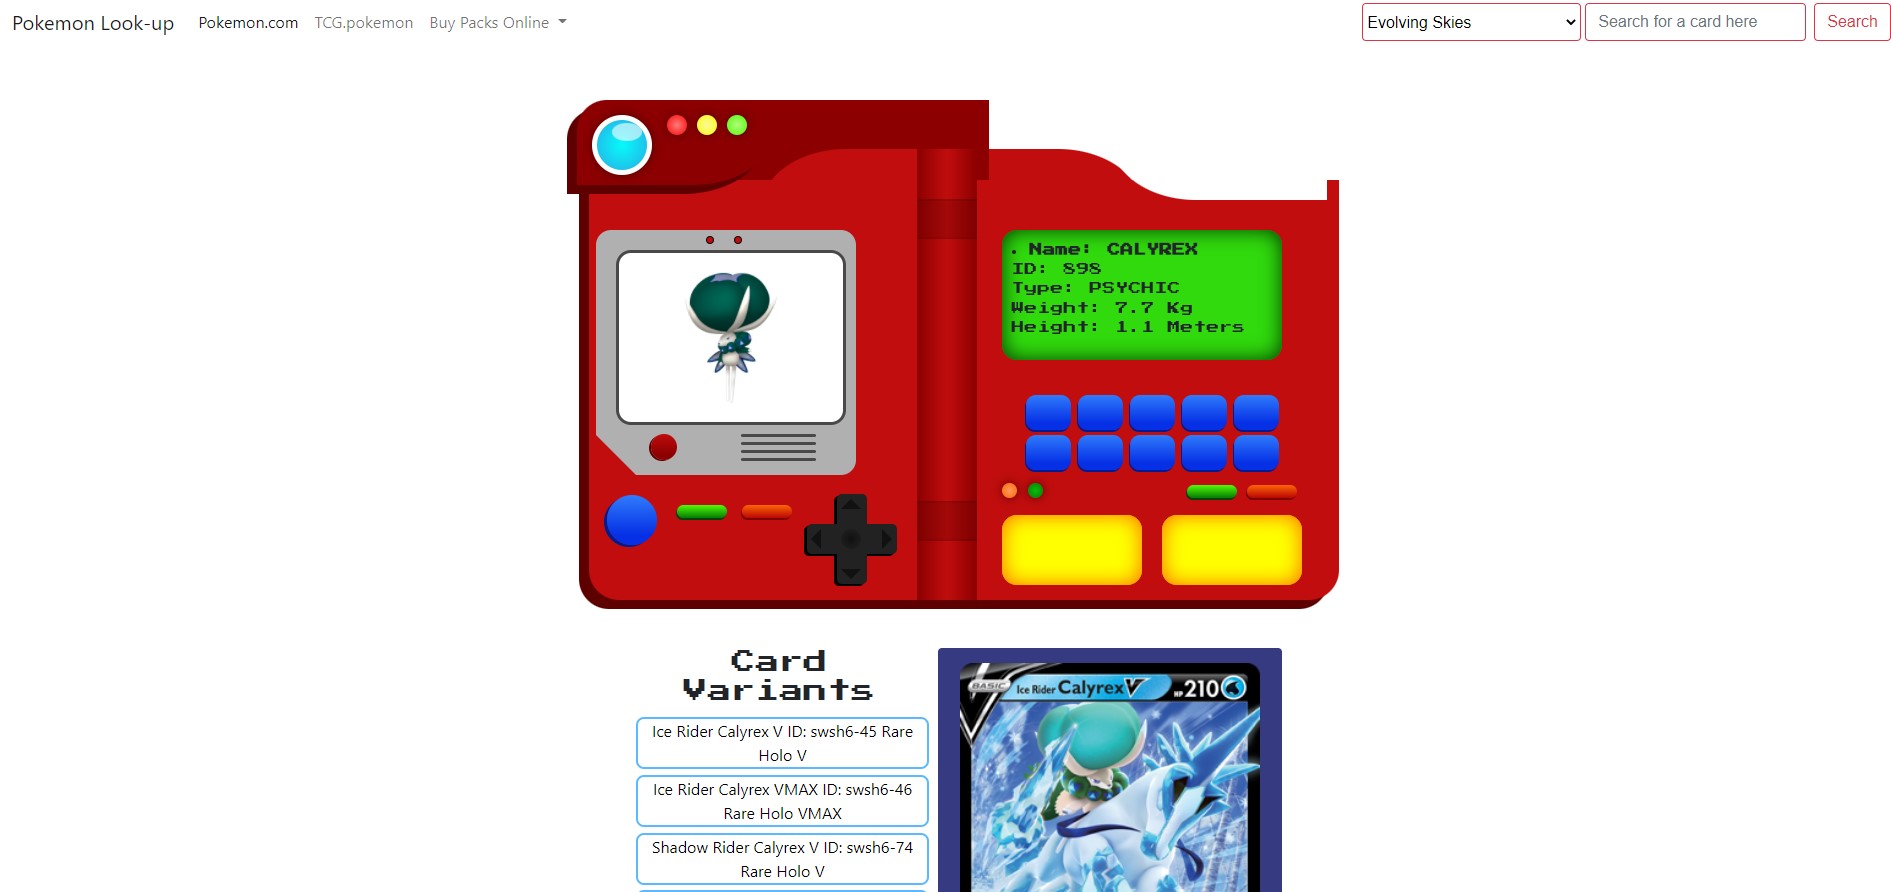 Pokemon Look-up Pokemon.com TCG.pokemon Buy Packs Online Evolving Skies Search for a card here Search
. Name: CALYREX
ID: 898
Type: PSYCHIC
Weight: 7.7 Kg
Height: 1.1 Meters
Card
Variants
Ice Rider Calyrex V ID: swsh6-45 Rare
Holo V
Ice Rider Calyrex VMAX ID: swsh6-46
Rare Holo VMAX
Shadow Rider Calyrex V ID: swsh6-74
Rare Holo V
BASIC Ice Rider Calyrex V HP 210